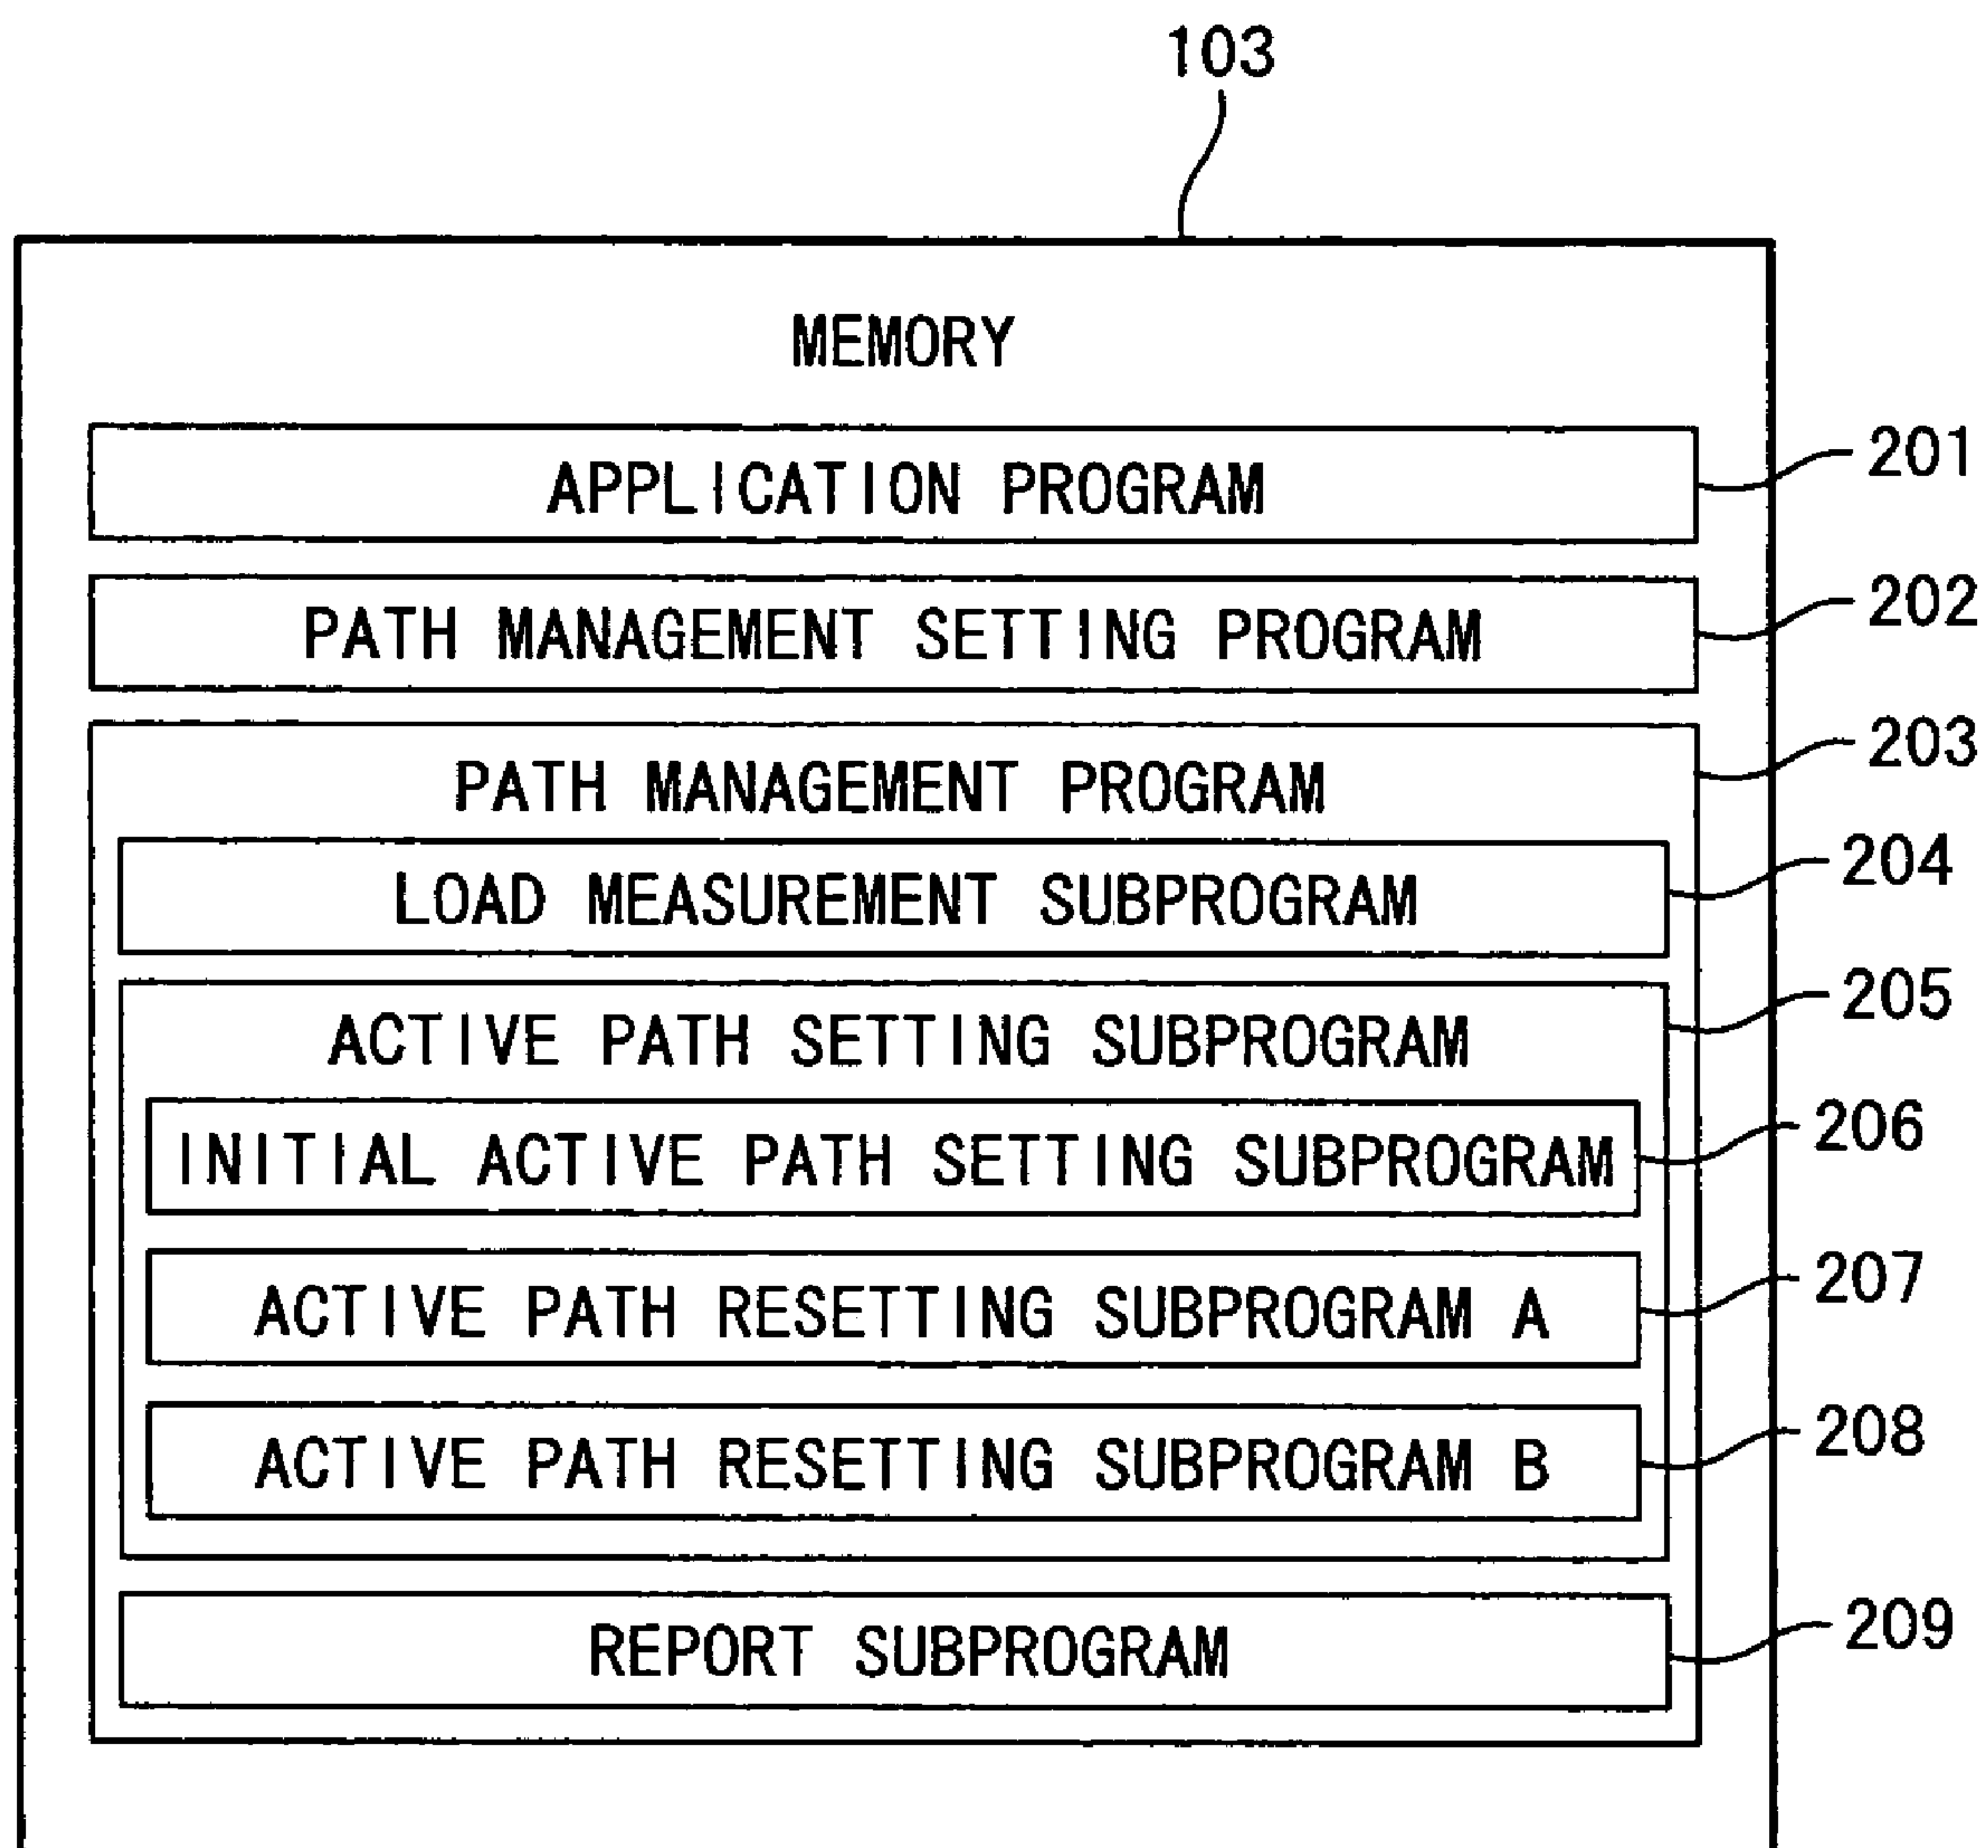 103
MEMORY
APPLICATION PROGRAM
201
PATH MANAGEMENT SETTING PROGRAM
202
PATH MANAGEMENT PROGRAM
203
LOAD MEASUREMENT SUBPROGRAM
204
ACTIVE PATH SETTING SUBPROGRAM
205
INITIAL ACTIVE PATH SETTING SUBPROGRAM
206
ACTIVE PATH RESETTING SUBPROGRAM A
207
ACTIVE PATH RESETTING SUBPROGRAM B
208
REPORT SUBPROGRAM
209